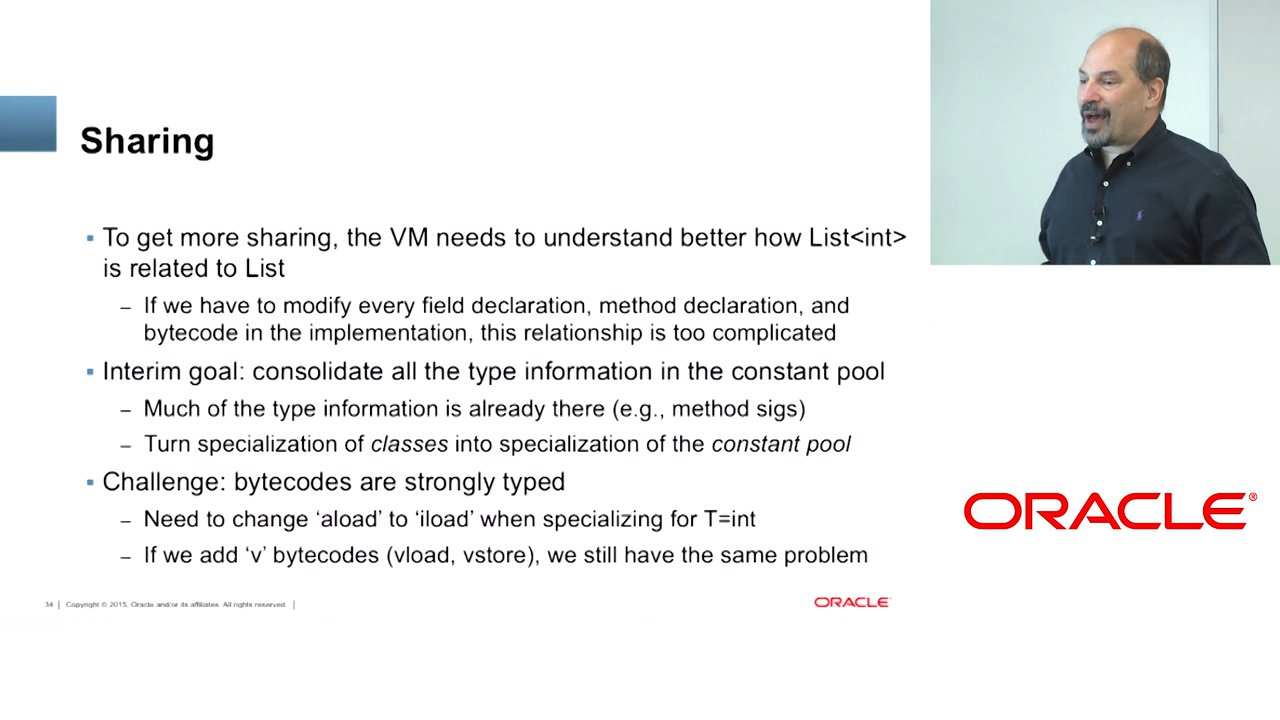 Sharing
▪ To get more sharing, the VM needs to understand better how List<int>
is related to List
– If we have to modify every field declaration, method declaration, and
bytecode in the implementation, this relationship is too complicated
▪ Interim goal: consolidate all the type information in the constant pool
– Much of the type information is already there (e.g., method sigs)
– Turn specialization of classes into specialization of the constant pool
▪ Challenge: bytecodes are strongly typed
– Need to change ‘aload’ to ‘iload’ when specializing for T=int
– If we add ‘v’ bytecodes (vload, vstore), we still have the same problem
34 | Copyright © 2015, Oracle and/or its affiliates. All rights reserved. |
ORACLE
ORACLE®